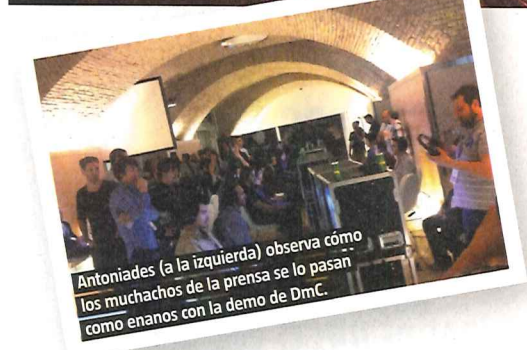 Antoniades (a la izquierda) observa cómo
los muchachos de la prensa se lo pasan
como enanos con la demo de DmC.